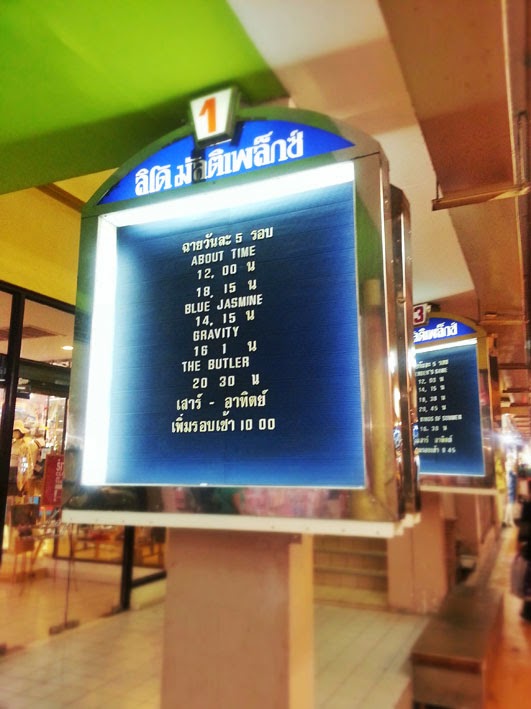 1
ลิโด มัลติเพล็กซ์
ฉายวันละ 5 รอบ
ABOUT TIME
12, 00 น
18, 15 น
BLUE JASMINE
14, 15 น
GRAVITY
16 1 น
THE BUTLER
20 30 น
เสาร์ - อาทิตย์
เพิ่มรอบเช้า 10 00
3